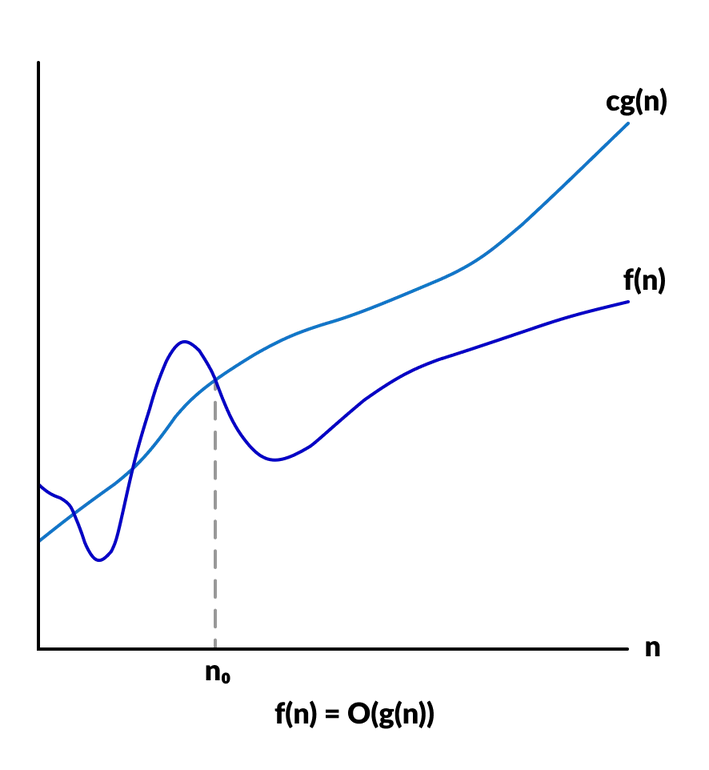 cg(n)
f(n)
n
n₀
f(n) = O(g(n))